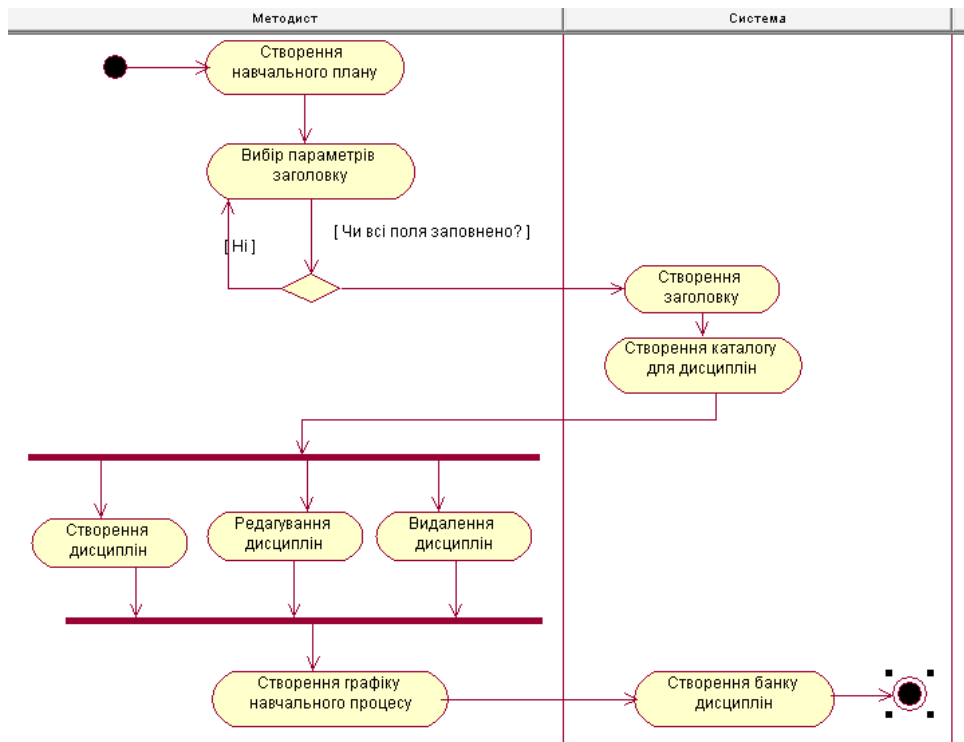 Методист
Система
Створення
навчального плану
Вибір параметрів
заголовку
[ Чи всі поля заповнено? ]
[ Ні ]
Створення
заголовку
Створення каталогу
для дисциплін
Створення
дисциплін
Редагування
дисциплін
Видалення
дисциплін
Створення графіку
навчального процесу
Створення банку
дисциплін